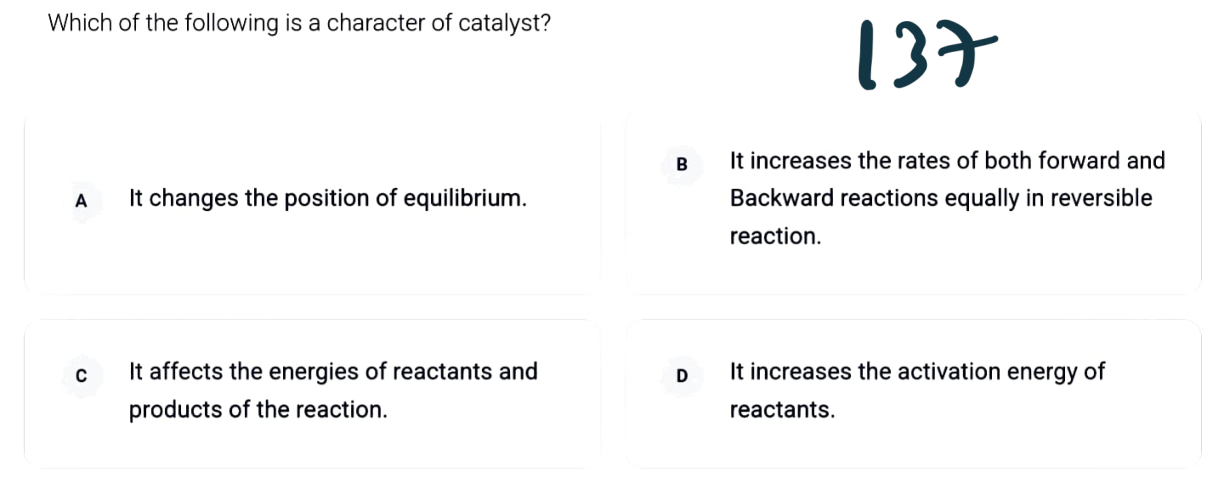 Which of the following is a character of catalyst?
137
A It changes the position of equilibrium.
B It increases the rates of both forward and
Backward reactions equally in reversible
reaction.
C It affects the energies of reactants and
products of the reaction.
D It increases the activation energy of
reactants.